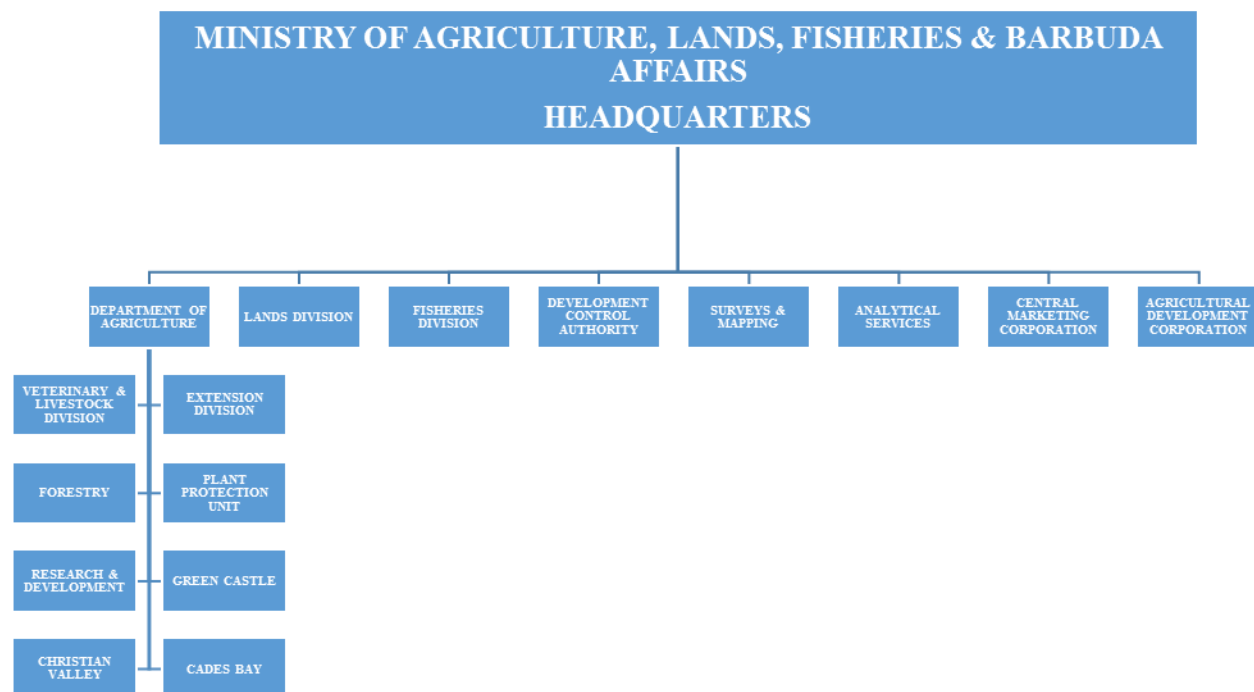 MINISTRY OF AGRICULTURE, LANDS, FISHERIES & BARBUDA
AFFAIRS
HEADQUARTERS
DEPARTMENT OF
AGRICULTURE
LANDS DIVISION
FISHERIES
DIVISION
DEVELOPMENT
CONTROL
AUTHORITY
SURVEYS &
MAPPING
ANALYTICAL
SERVICES
CENTRAL
MARKETING
CORPORATION
AGRICULTURAL
DEVELOPMENT
CORPORATION
VETERINARY &
LIVESTOCK
DIVISION
EXTENSION
DIVISION
FORESTRY
PLANT
PROTECTION
UNIT
RESEARCH &
DEVELOPMENT
GREEN CASTLE
CHRISTIAN
VALLEY
CADES BAY